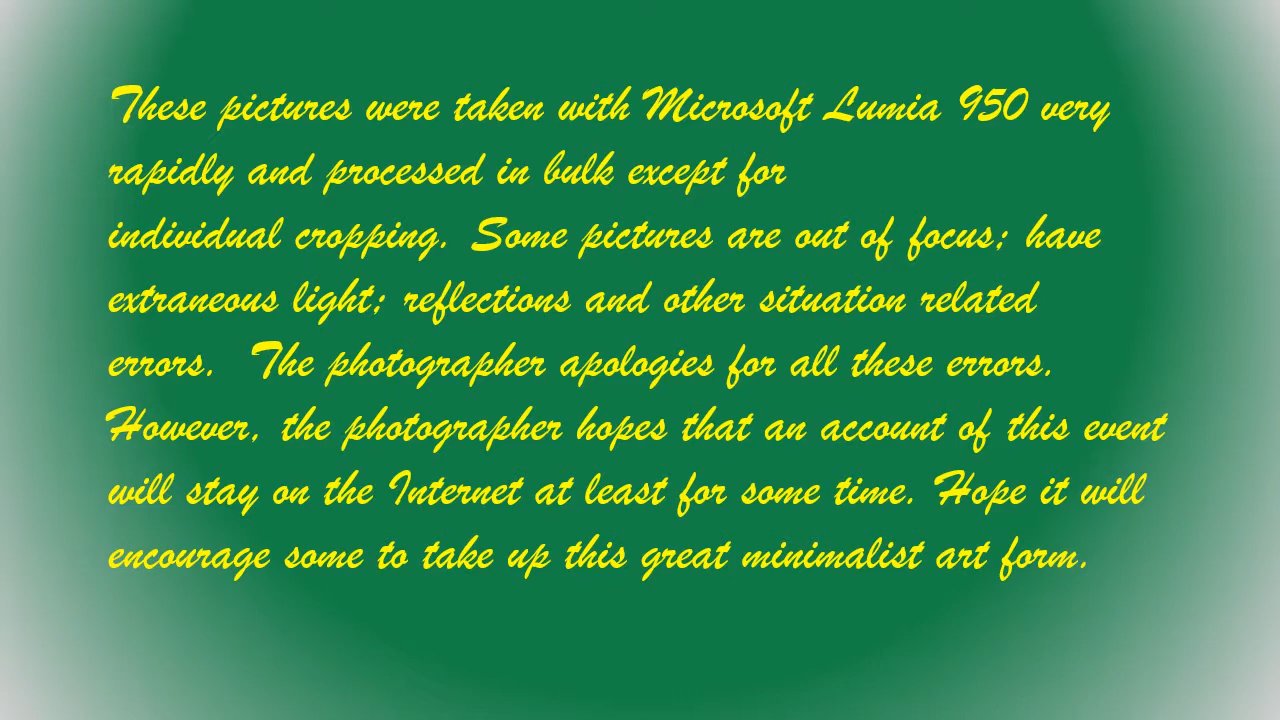 These pictures were taken with Microsoft Lumia 950 very
rapidly and processed in bulk except for
individual cropping. Some pictures are out of focus; have
extraneous light; reflections and other situation related
errors. The photographer apologies for all these errors.
However, the photographer hopes that an account of this event
will stay on the Internet at least for some time. Hope it will
encourage some to take up this great minimalist art form.